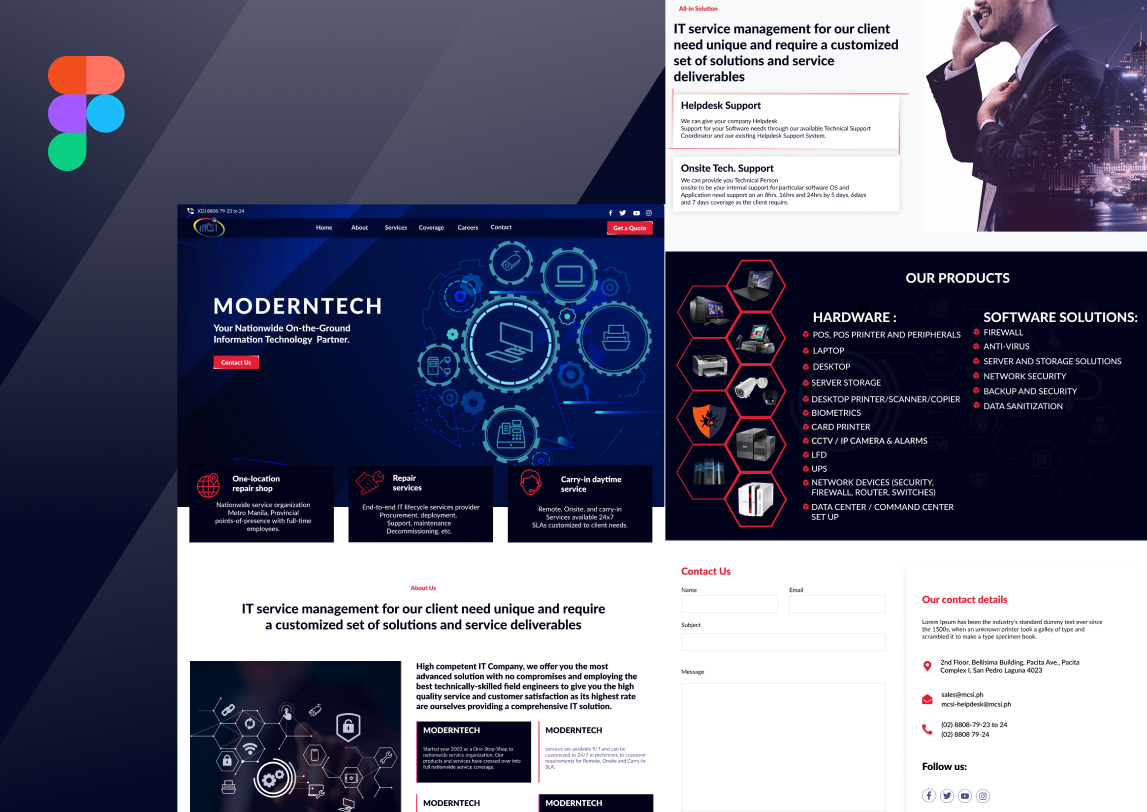 (02) 8808-79-23 to 24
mcsi
Home
About
Services
Coverage
Careers
Contact
Get a Quote
MODERNTECH
Your Nationwide On-the-Ground
Information Technology Partner.
Contact Us
One-location
repair shop
Nationwide service organization
Metro Manila, Provincial
points-of-presence with full-time
employees.
Repair
services
End-to-end IT lifecycle services provider
Procurement, deployment,
Support, maintenance
Decommissioning, etc.
Carry-in daytime
service
Remote, Onsite, and carry-in
Services available 24x7
SLAs customized to client needs.
About Us
IT service management for our client need unique and require
a customized set of solutions and service deliverables
High competent IT Company, we offer you the most
advanced solution with no compromises and employing the
best technically-skilled field engineers to give you the high
quality service and customer satisfaction as its highest rate
are ourselves providing a comprehensive IT solution.
MODERNTECH
Started year 2003 as a One-Stop-Shop to
nationwide service organization. Our
products and services have crossed over into
full nationwide service coverage.
MODERNTECH
services are available 9/7 and can be
customized to 24/7 in preference to customer
requirements for Remote, Onsite and Carry-In
SLA.
MODERNTECH
MODERNTECH
All-in Solution
IT service management for our client
need unique and require a customized
set of solutions and service
deliverables
Helpdesk Support
We can give your company Helpdesk
Support for your Software needs through our available Technical Support
Coordinator and our existing Helpdesk Support System.
Onsite Tech. Support
We can provide you Technical Person
onsite to be your internal support for particular software OS and
Application need support on an 8hrs, 16hrs and 24hrs by 5 days, 6days
and 7 days coverage as the client require.
OUR PRODUCTS
HARDWARE :
POS, POS PRINTER AND PERIPHERALS
LAPTOP
DESKTOP
SERVER STORAGE
DESKTOP PRINTER/SCANNER/COPIER
BIOMETRICS
CARD PRINTER
CCTV / IP CAMERA & ALARMS
LFD
UPS
NETWORK DEVICES (SECURITY,
FIREWALL, ROUTER, SWITCHES)
DATA CENTER / COMMAND CENTER
SET UP
SOFTWARE SOLUTIONS:
FIREWALL
ANTI-VIRUS
SERVER AND STORAGE SOLUTIONS
NETWORK SECURITY
BACKUP AND SECURITY
DATA SANITIZATION
Contact Us
Name
Email
Subject
Message
Our contact details
Lorem Ipsum has been the industry's standard dummy text ever since
the 1500s, when an unknown printer took a galley of type and
scrambled it to make a type specimen book.
2nd Floor, Bellisima Building, Pacita Ave., Pacita
Complex I, San Pedro Laguna 4023
sales@mcsi.ph
mcsi-helpdesk@mcsi.ph
(02) 8808-79-23 to 24
(02) 8808 79-24
Follow us: